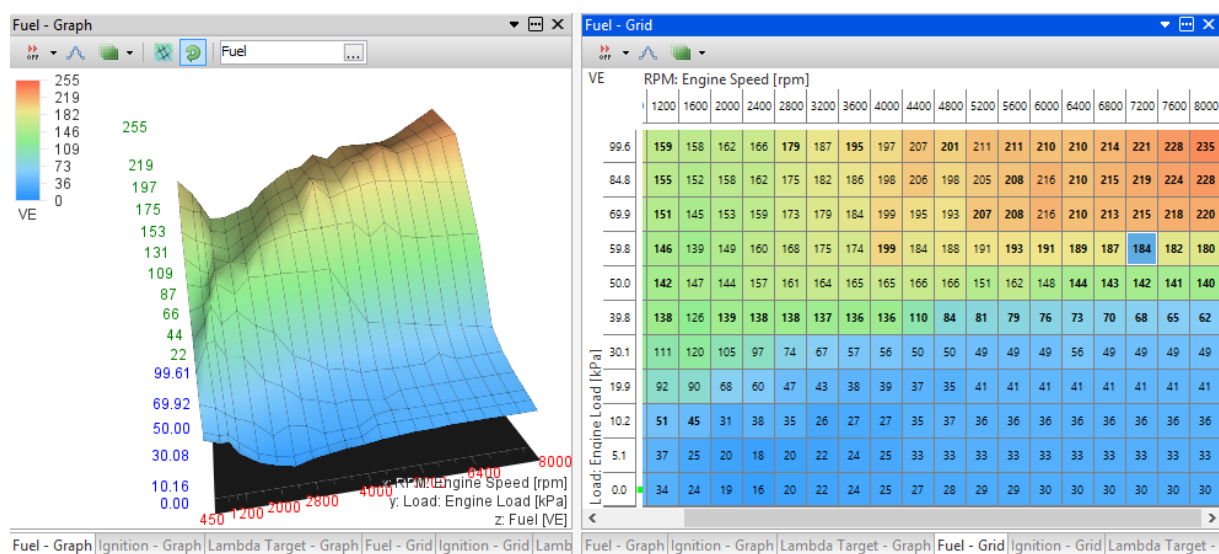 Fuel - Graph
OFF Fuel ...
255
219
182
146
109
73
36
0
VE
255
219
197
175
153
131
109
87
66
44
22
99.61
69.92
50.00
30.08
10.16
0.00
450 1200 2000 2800 4000 6400 8000
x: RPM: Engine Speed [rpm]
y: Load: Engine Load [kPa]
z: Fuel [VE]
Fuel - Graph Ignition - Graph Lambda Target - Graph Fuel - Grid Ignition - Grid Lamb
Fuel - Grid
OFF
VE RPM: Engine Speed [rpm]
1200 1600 2000 2400 2800 3200 3600 4000 4400 4800 5200 5600 6000 6400 6800 7200 7600 8000
99.6 159 158 162 166 179 187 195 197 207 201 211 211 210 210 214 221 228 235
84.8 155 152 158 162 175 182 186 198 206 198 205 208 216 210 215 219 224 228
69.9 151 145 153 159 173 179 184 199 195 193 207 208 216 210 213 215 218 220
59.8 146 139 149 160 168 175 174 199 184 188 191 193 191 189 187 184 182 180
50.0 142 147 144 157 161 164 165 165 166 166 151 162 148 144 143 142 141 140
39.8 138 126 139 138 138 137 136 136 110 84 81 79 76 73 70 68 65 62
30.1 111 120 105 97 74 67 57 56 50 50 49 49 49 56 49 49 49 49
19.9 92 90 68 60 47 43 38 39 37 35 41 41 41 41 41 41 41 41
10.2 51 45 31 38 35 26 27 27 35 37 36 36 36 36 36 36 36 36
5.1 37 25 20 18 20 22 24 25 33 33 33 33 33 33 33 33 33 33
0.0 34 24 19 16 20 22 24 25 27 28 29 29 30 30 30 30 30 30
Load: Engine Load [kPa]
Fuel - Graph Ignition - Graph Lambda Target - Graph Fuel - Grid Ignition - Grid Lambda Target -